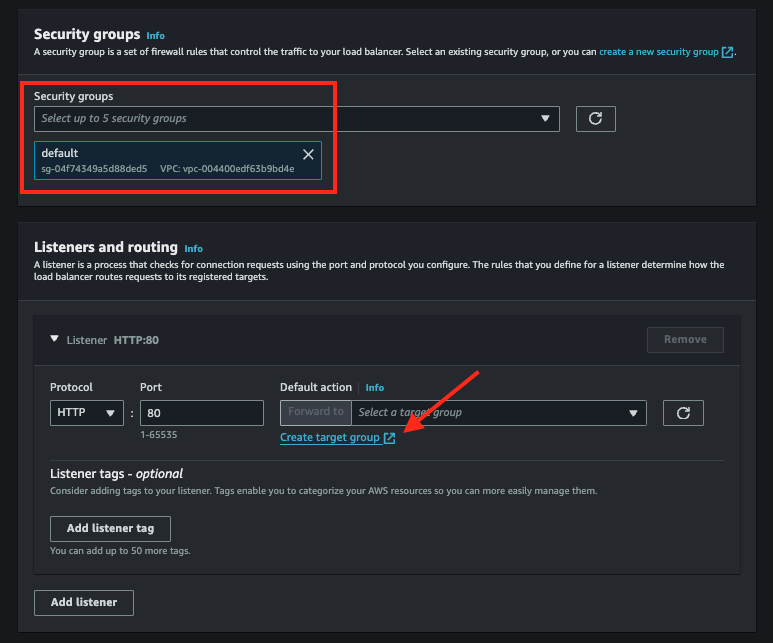 Security groups Info
A security group is a set of firewall rules that control the traffic to your load balancer. Select an existing security group, or you can create a new security group.
Security groups
Select up to 5 security groups
default
sg-04f74349a5d88ded5 VPC: vpc-004400edf63b9bd4e
Listeners and routing Info
A listener is a process that checks for connection requests using the port and protocol you configure. The rules that you define for a listener determine how the
load balancer routes requests to its registered targets.
Listener HTTP:80
Remove
Protocol Port Default action Info
HTTP : 80 Forward to Select a target group
1-65535 Create target group
Listener tags - optional
Consider adding tags to your listener. Tags enable you to categorize your AWS resources so you can more easily manage them.
Add listener tag
You can add up to 50 more tags.
Add listener